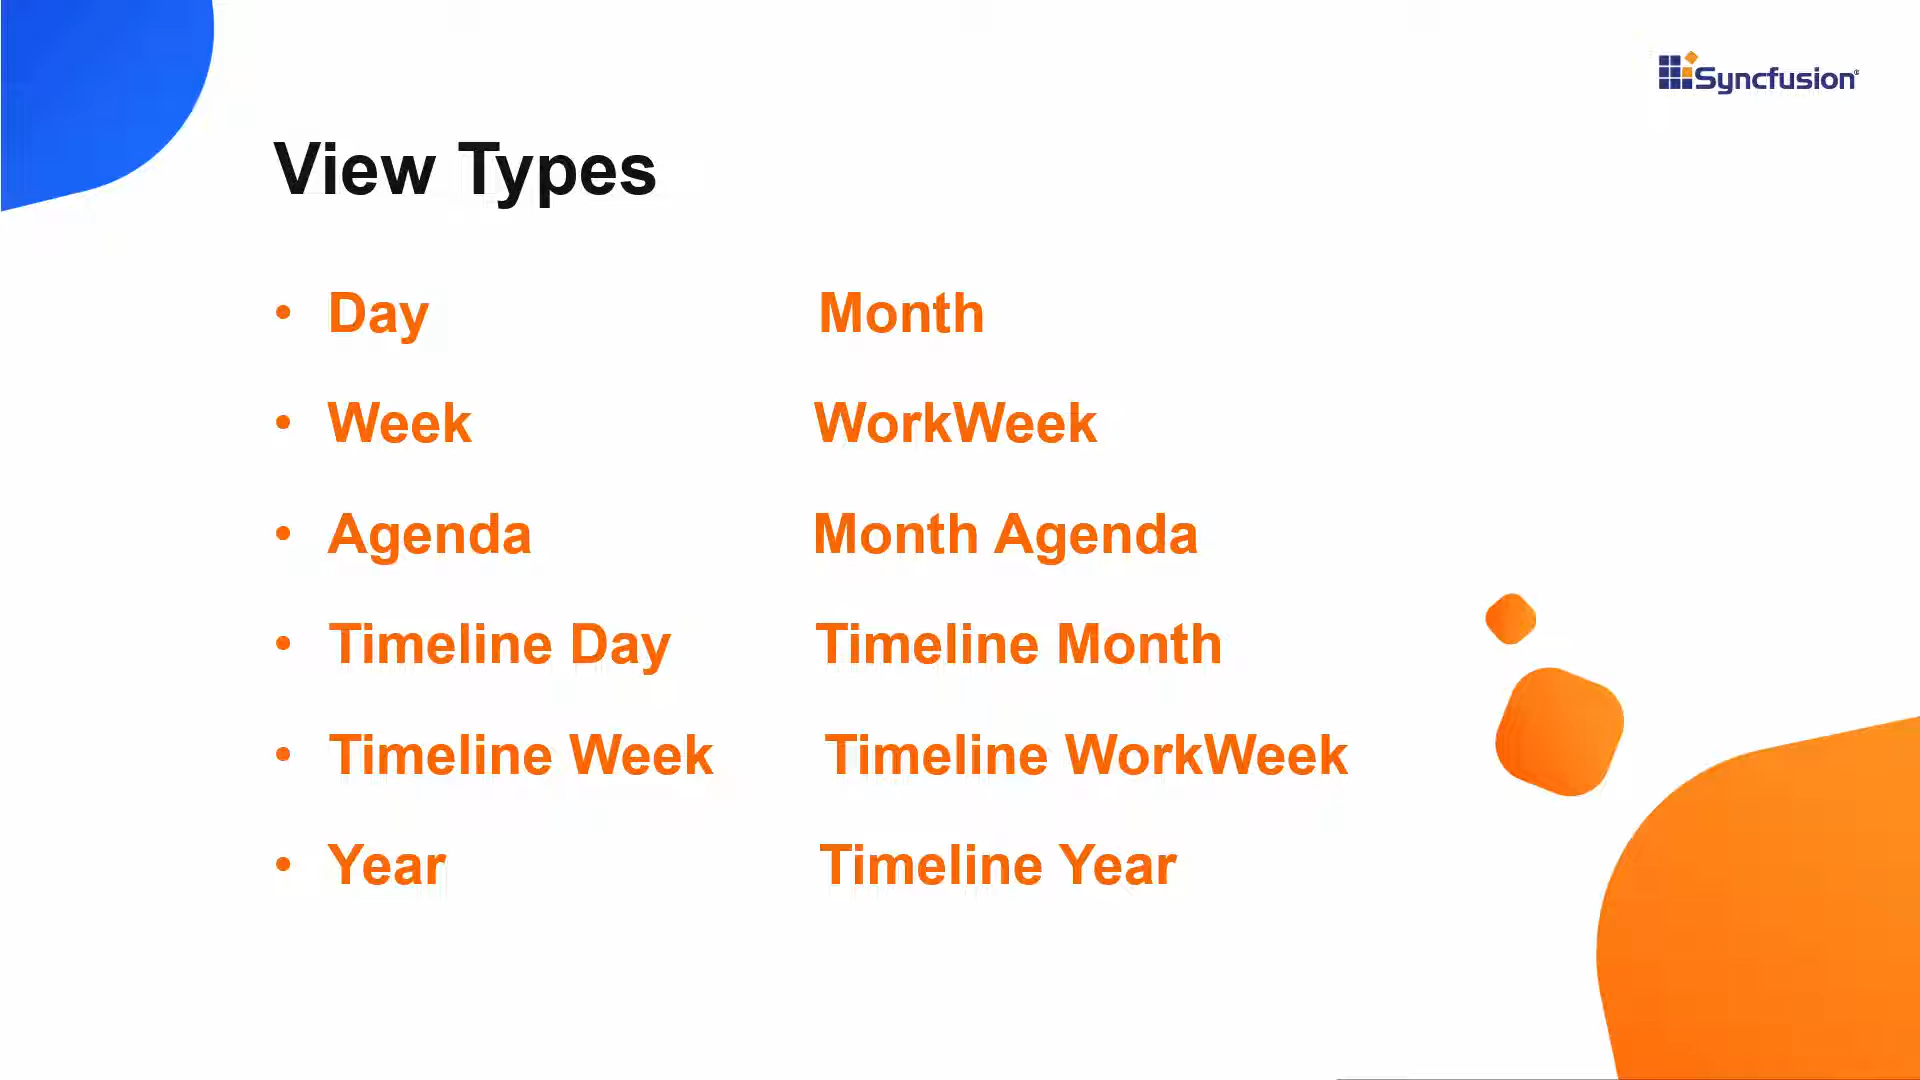 Syncfusion
View Types
• Day Month
• Week WorkWeek
• Agenda Month Agenda
• Timeline Day Timeline Month
• Timeline Week Timeline WorkWeek
• Year Timeline Year